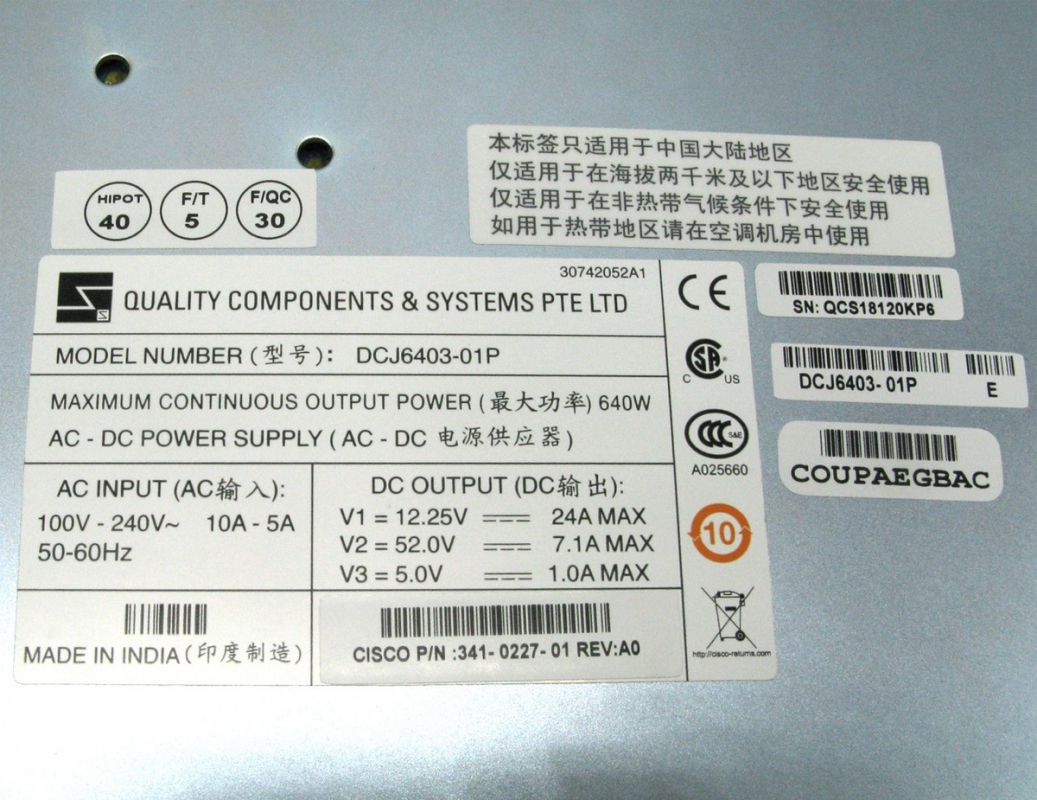 HIPOT 40 F/T 5 F/QC 30
本标签只适用于中国大陆地区
仅适用于在海拔两千米及以下地区安全使用
仅适用于在非热带气候条件下安全使用
如用于热带地区请在空调机房中使用
30742052A1
QUALITY COMPONENTS & SYSTEMS PTE LTD
MODEL NUMBER (型号): DCJ6403-01P
MAXIMUM CONTINUOUS OUTPUT POWER (最大功率) 640W
AC - DC POWER SUPPLY (AC - DC 电源供应器)
AC INPUT (AC输入):
100V - 240V~ 10A - 5A
50-60Hz
DC OUTPUT (DC输出):
V1 = 12.25V 24A MAX
V2 = 52.0V 7.1A MAX
V3 = 5.0V 1.0A MAX
MADE IN INDIA (印度制造)
CISCO P/N :341-0227-01 REV:A0
CE
C SA US
CCC S&E
A025660
10
http://cisco-returns.com
SN: QCS18120KP6
DCJ6403-01P E
COUPAEGBAC